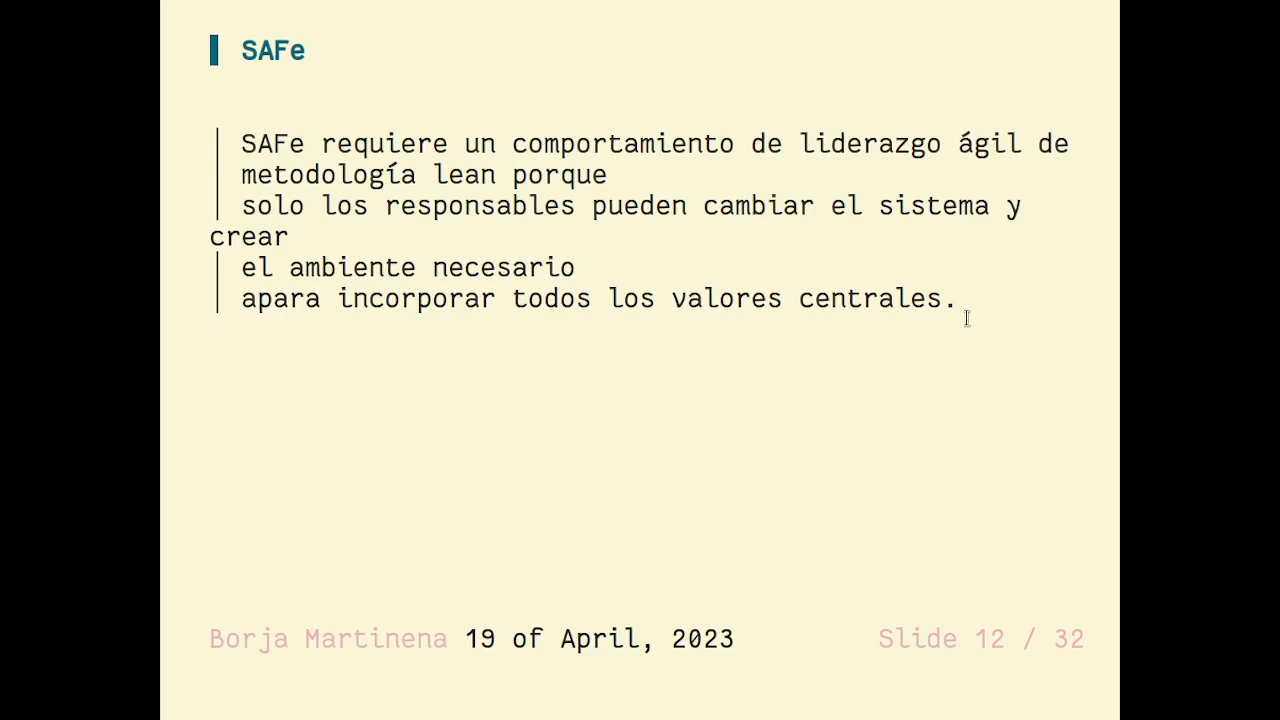 SAFe
SAFe requiere un comportamiento de liderazgo ágil de
metodología lean porque
solo los responsables pueden cambiar el sistema y
crear
el ambiente necesario
apara incorporar todos los valores centrales.
Borja Martinena 19 of April, 2023 Slide 12 / 32